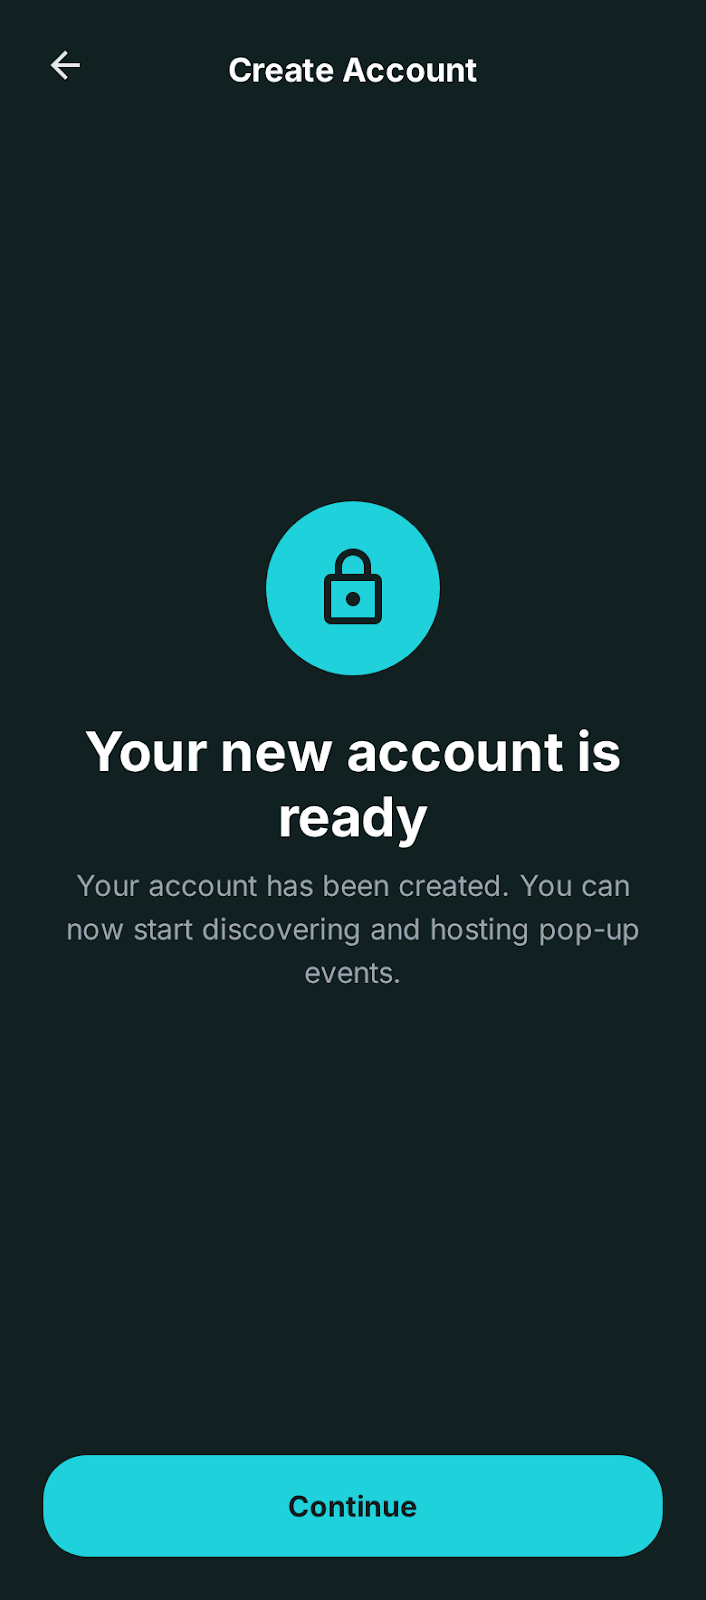 Create Account
Your new account is
ready
Your account has been created. You can
now start discovering and hosting pop-up
events.
Continue